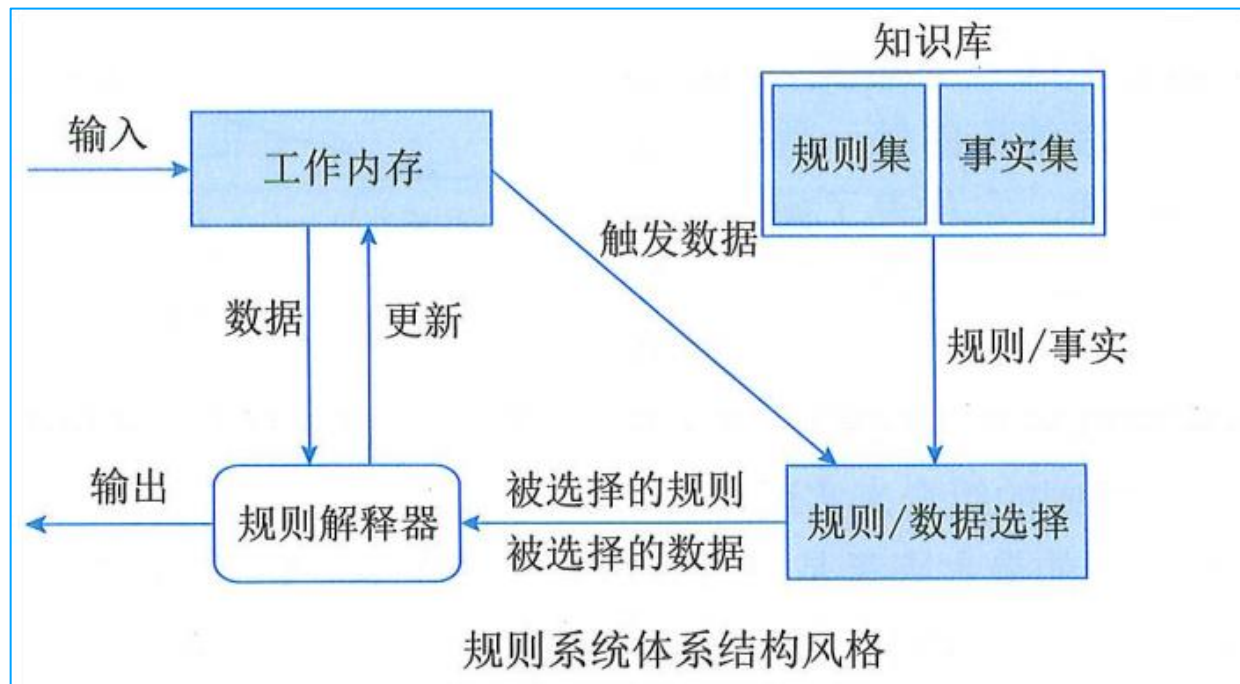 知识库
输入
工作内存
规则集
事实集
触发数据
数据
更新
规则/事实
输出
规则解释器
被选择的规则
被选择的数据
规则/数据选择
规则系统体系结构风格